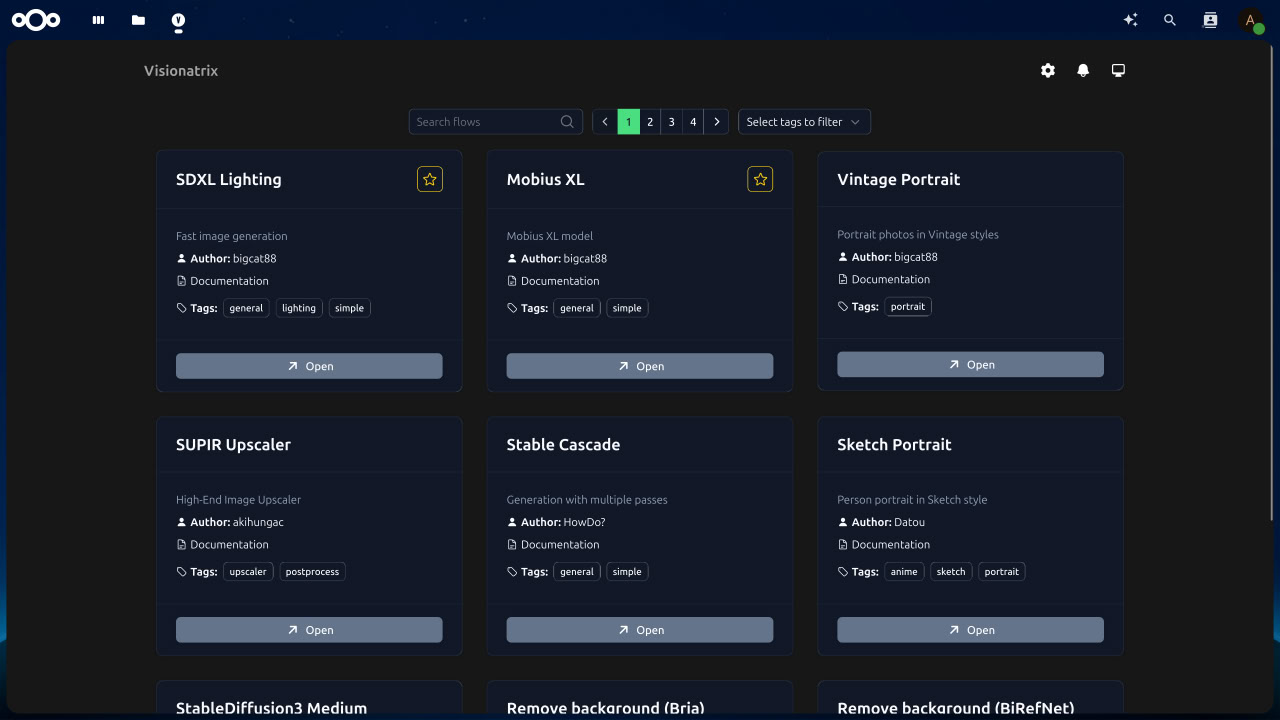 A
Visionatrix
Search flows
1 2 3 4
Select tags to filter
SDXL Lighting
Fast image generation
Author: bigcat88
Documentation
Tags: general lighting simple
Open
Mobius XL
Mobius XL model
Author: bigcat88
Documentation
Tags: general simple
Open
Vintage Portrait
Portrait photos in Vintage styles
Author: bigcat88
Documentation
Tags: portrait
Open
SUPIR Upscaler
High-End Image Upscaler
Author: akihungac
Documentation
Tags: upscaler postprocess
Open
Stable Cascade
Generation with multiple passes
Author: HowDo?
Documentation
Tags: general simple
Open
Sketch Portrait
Person portrait in Sketch style
Author: Datou
Documentation
Tags: anime sketch portrait
Open
StableDiffusion3 Medium
Remove background (Bria)
Remove background (BiRefNet)